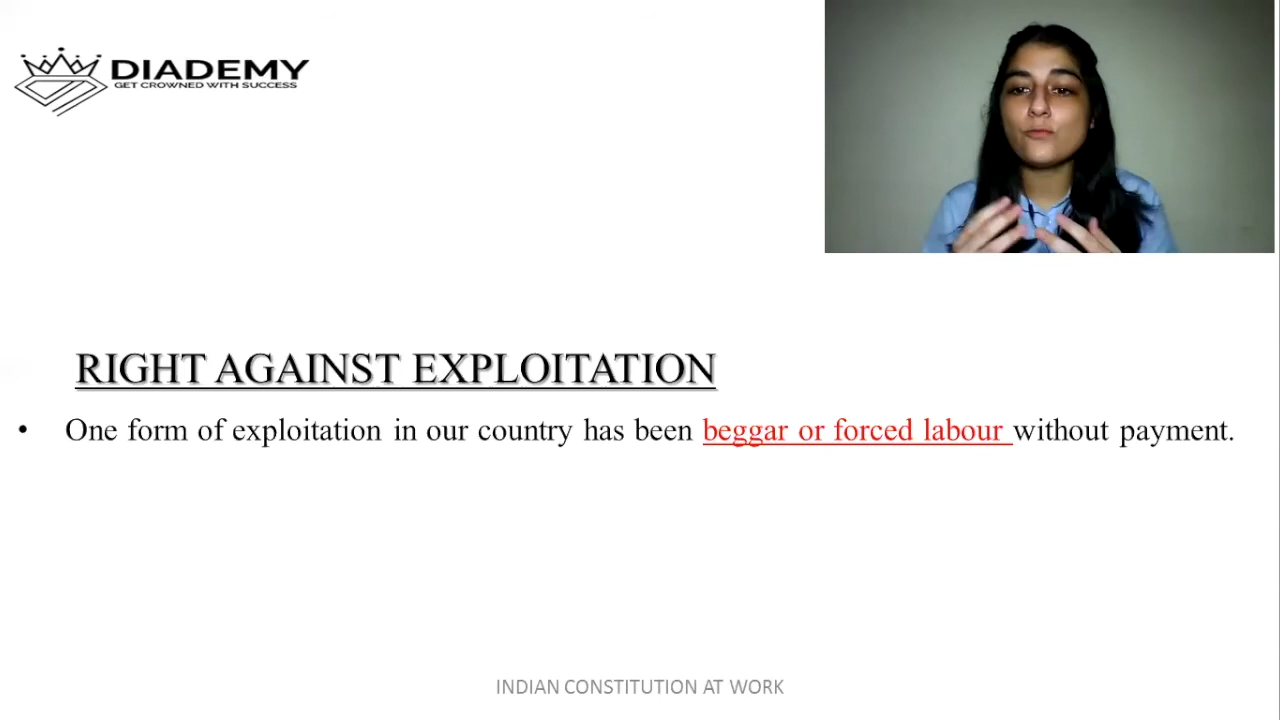 DIADEMY
GET CROWNED WITH SUCCESS
RIGHT AGAINST EXPLOITATION
• One form of exploitation in our country has been beggar or forced labour without payment.
INDIAN CONSTITUTION AT WORK